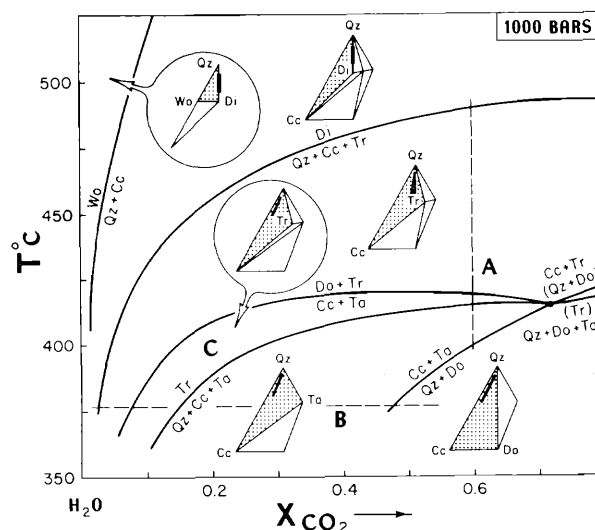 1000 BARS
Qz
Qz
Wo
Di
Di
Cc
500
Di
Qz+Cc+Tr
Wo
Qz+Cc
Qz
450
Tr
Tr
Cc
T°C
A
Do+Tr
Cc+Ta
Cc+Tr
(Qz+Do)
(Tr)
Qz+Do+Ta
400
C
Tr
Qz+Cc+Ta
Cc+Ta
Qz+Do
Qz
Qz
Ta
B
Cc
Cc
Do
350
H₂O
0.2
0.4
0.6
X CO₂